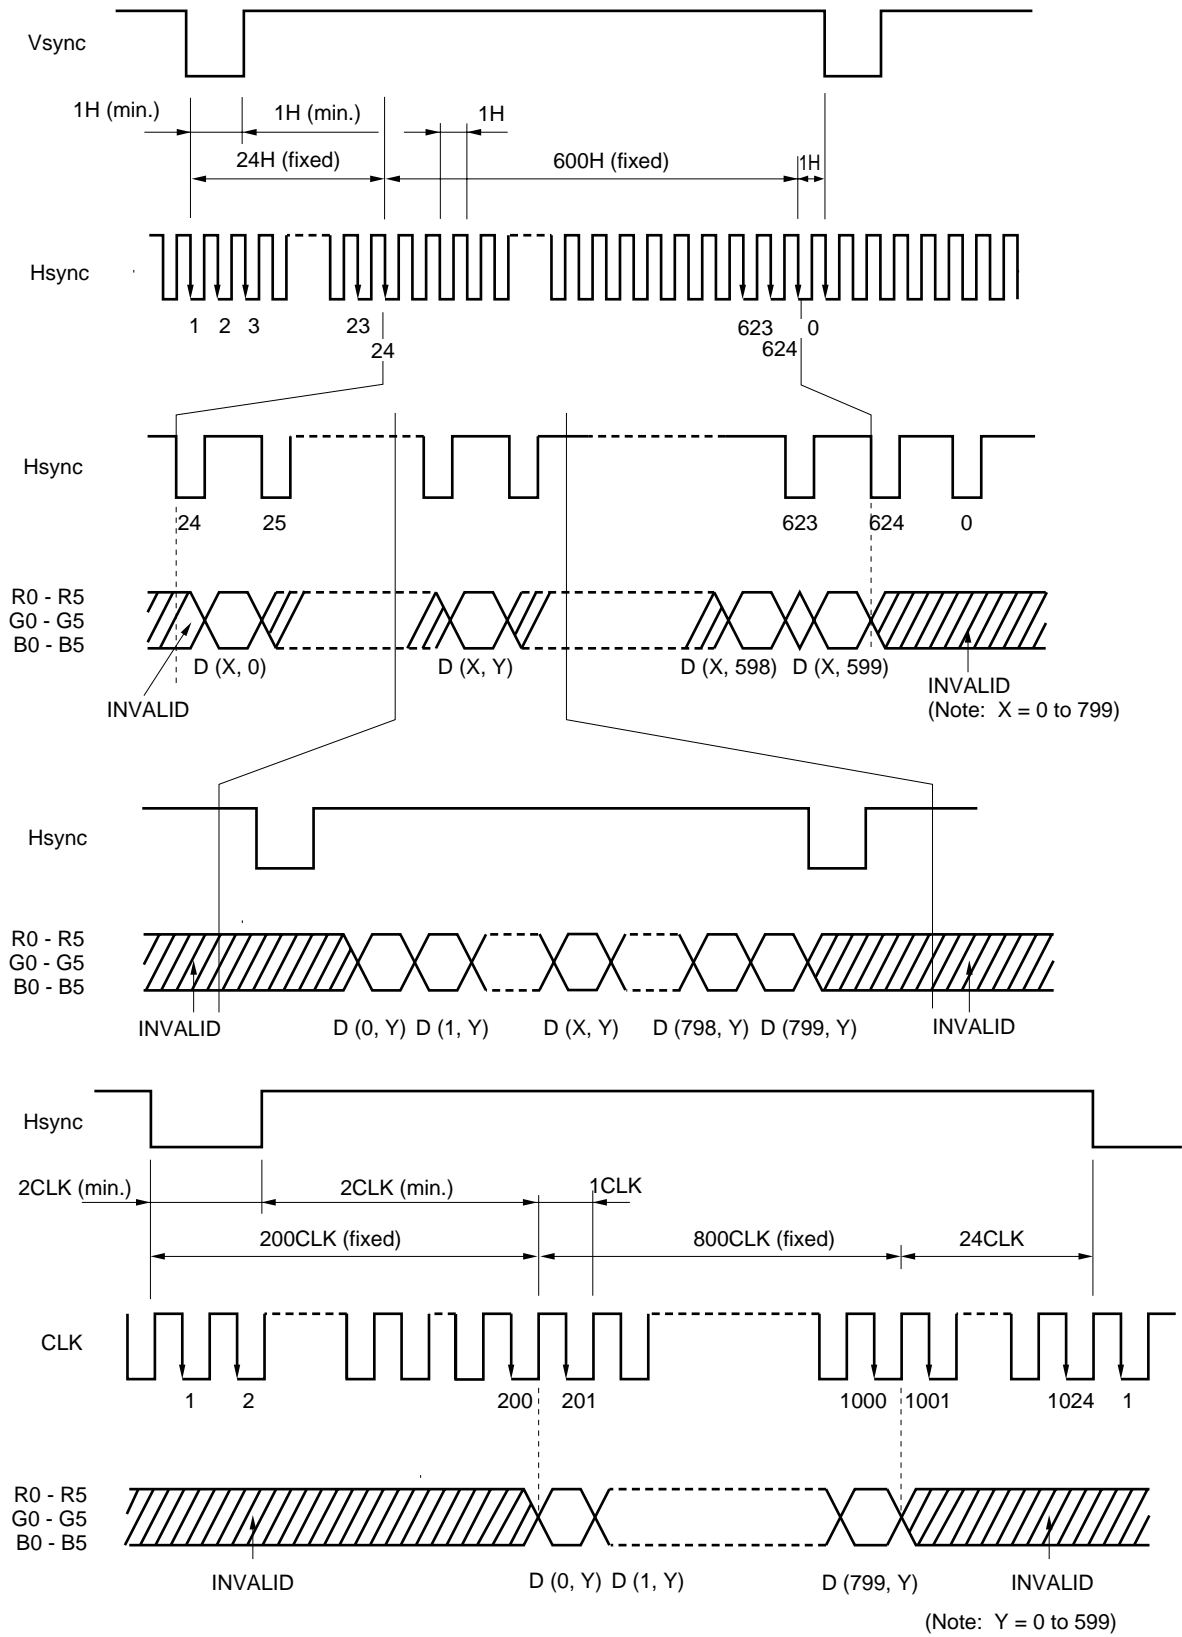 Vsync
1H (min.) 1H (min.) 1H
24H (fixed) 600H (fixed) 1H
Hsync
1 2 3 23 623 0
24 624
Hsync
24 25 623 624 0
R0 - R5
G0 - G5
B0 - B5
D (X, 0) D (X, Y) D (X, 598) D (X, 599)
INVALID INVALID
(Note: X = 0 to 799)
Hsync
R0 - R5
G0 - G5
B0 - B5
INVALID D (0, Y) D (1, Y) D (X, Y) D (798, Y) D (799, Y) INVALID
Hsync
2CLK (min.) 2CLK (min.) 1CLK
200CLK (fixed) 800CLK (fixed) 24CLK
CLK
1 2 200 201 1000 1001 1024 1
R0 - R5
G0 - G5
B0 - B5
INVALID D (0, Y) D (1, Y) D (799, Y) INVALID
(Note: Y = 0 to 599)